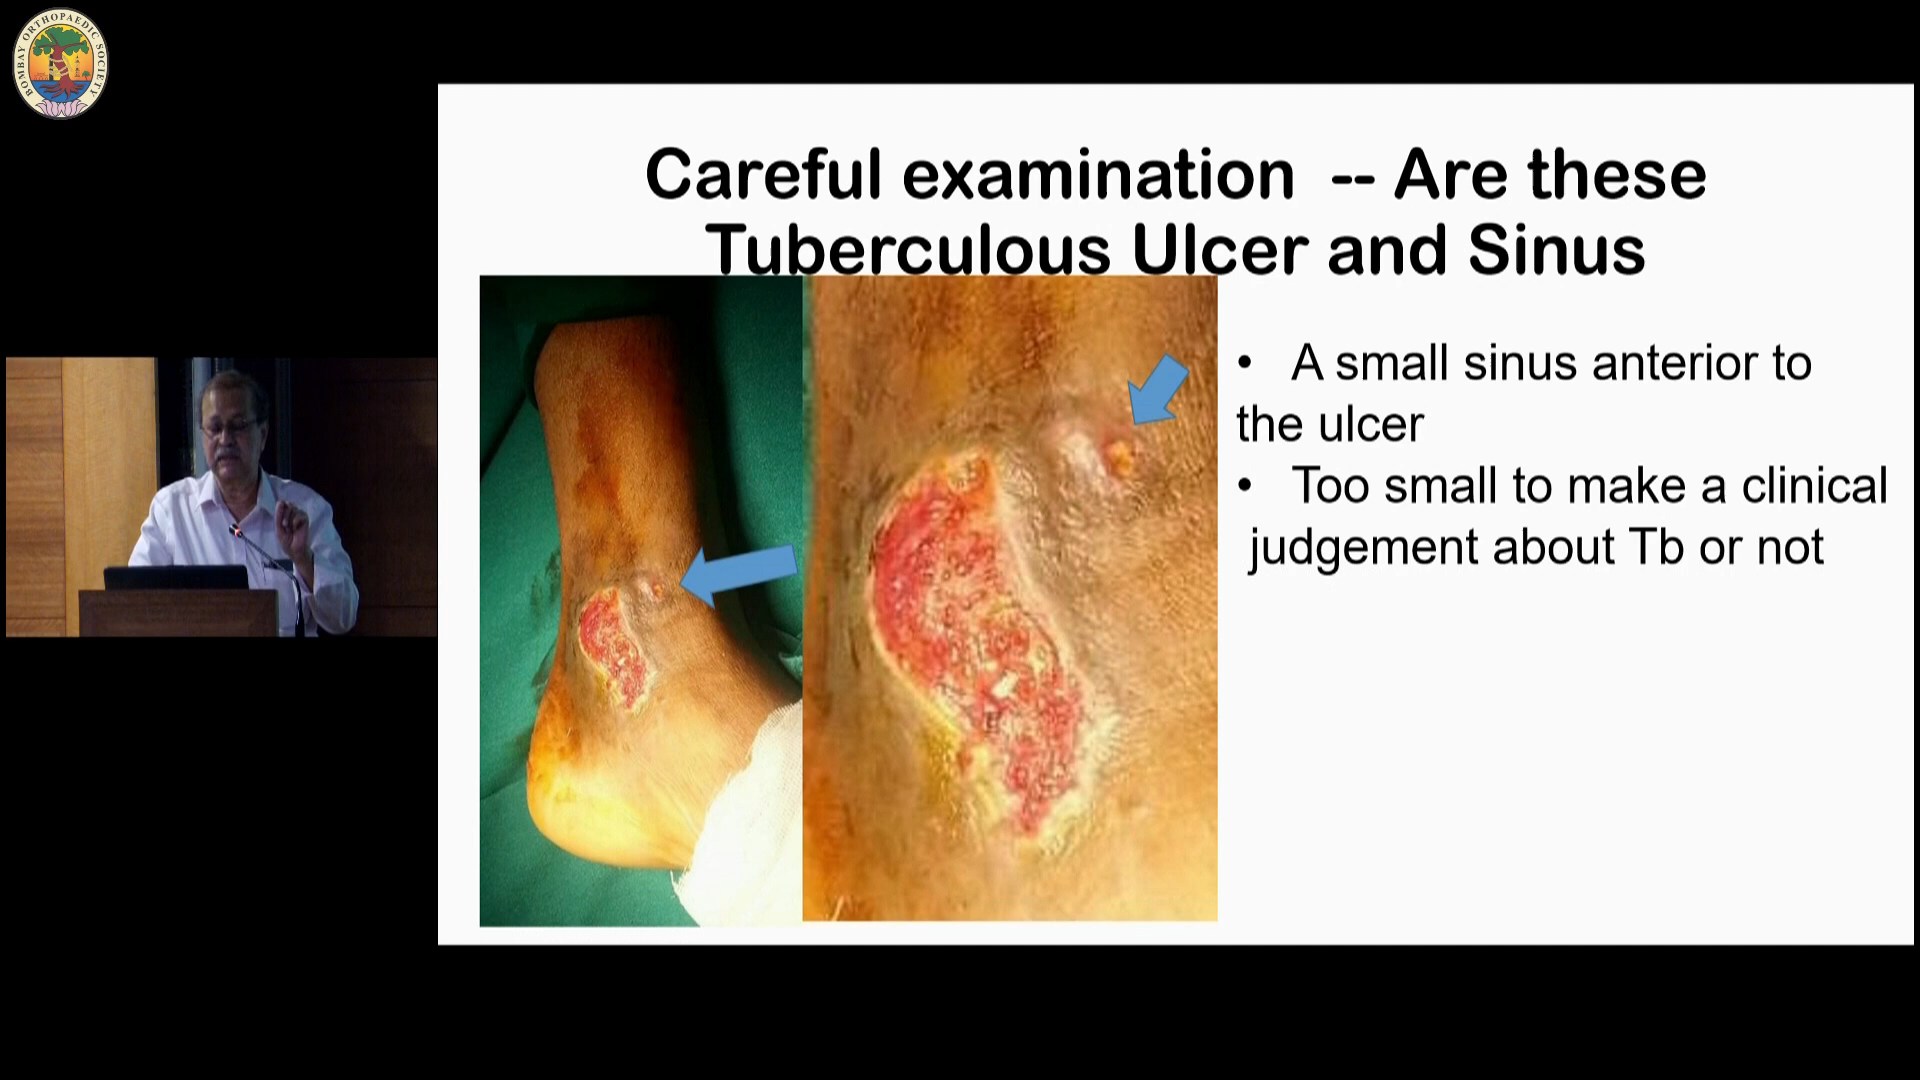 BOMBAY ORTHOPAEDIC SOCIETY
Careful examination -- Are these
Tuberculous Ulcer and Sinus
• A small sinus anterior to
the ulcer
• Too small to make a clinical
judgement about Tb or not